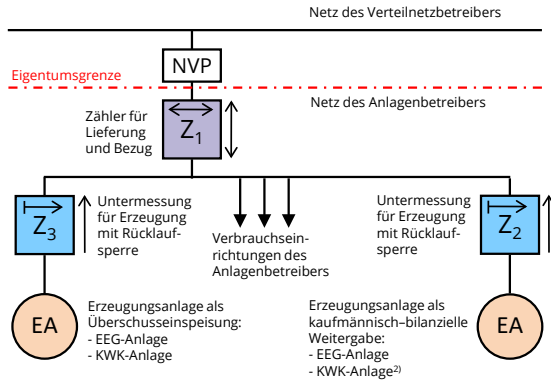 Netz des Verteilnetzbetreibers
NVP
Eigentumsgrenze
Netz des Anlagenbetreibers
Zähler für
Lieferung
und Bezug
Z1
Untermessung
für Erzeugung
mit Rücklauf-
sperre
Z3
Verbrauchsein-
richtungen des
Anlagenbetreibers
Untermessung
für Erzeugung
mit Rücklauf-
sperre
Z2
EA
Erzeugungsanlage als
Überschusseinspeisung:
- EEG-Anlage
- KWK-Anlage
Erzeugungsanlage als
kaufmännisch–bilanzielle
Weitergabe:
- EEG-Anlage
- KWK-Anlage2)
EA